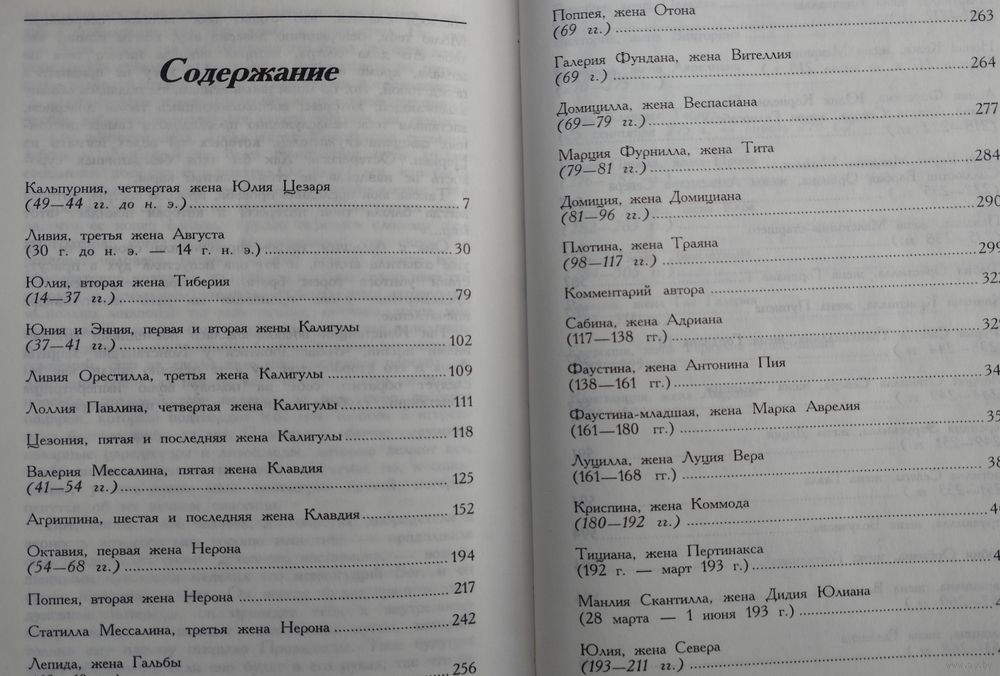 Содержание
Кальпурния, четвертая жена Юлия Цезаря
(49—44 гг. до н. э.) 7
Ливия, третья жена Августа
(30 г. до н. э. — 14 г. н. э.) 30
Юлия, вторая жена Тиберия
(14—37 гг.) 79
Юния и Энния, первая и вторая жены Калигулы
(37—41 гг.) 102
Ливия Орестилла, третья жена Калигулы 109
Лоллия Павлина, четвертая жена Калигулы 111
Цезония, пятая и последняя жена Калигулы 118
Валерия Мессалина, пятая жена Клавдия
(41—54 гг.) 125
Агриппина, шестая и последняя жена Клавдия 152
Октавия, первая жена Нерона
(54—68 гг.) 194
Поппея, вторая жена Нерона 217
Статилла Мессалина, третья жена Нерона 242
Лепида, жена Гальбы
256
Поппея, жена Отона
(69 гг.) 263
Галерия Фундана, жена Вителлия
(69 г.) 264
Домицилла, жена Веспасиана
(69—79 гг.) 277
Марция Фурнилла, жена Тита
(79—81 гг.) 284
Домиция, жена Домициана
(81—96 гг.) 290
Плотина, жена Траяна
(98—117 гг.) 299
Комментарий автора 32
Сабина, жена Адриана
(117—138 гг.) 32
Фаустина, жена Антонина Пия
(138—161 гг.) 34
Фаустина-младшая, жена Марка Аврелия
(161—180 гг.) 35
Луцилла, жена Луция Вера
(161—168 гг.) 38
Криспина, жена Коммода
(180—192 гг.) 4
Тициана, жена Пертинакса
(192 г. — март 193 г.) 4
Манлия Скантилла, жена Дидия Юлиана
(28 марта — 1 июня 193 г.)
Юлия, жена Севера
(193—211 гг.)